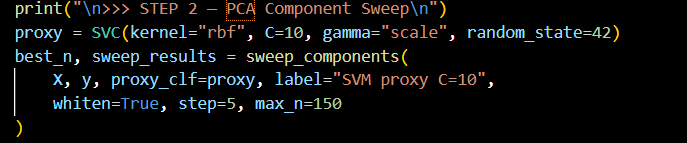 print("\n>>> STEP 2 — PCA Component Sweep\n")
proxy = SVC(kernel="rbf", C=10, gamma="scale", random_state=42)
best_n, sweep_results = sweep_components(
    X, y, proxy_clf=proxy, label="SVM proxy C=10",
    whiten=True, step=5, max_n=150
)